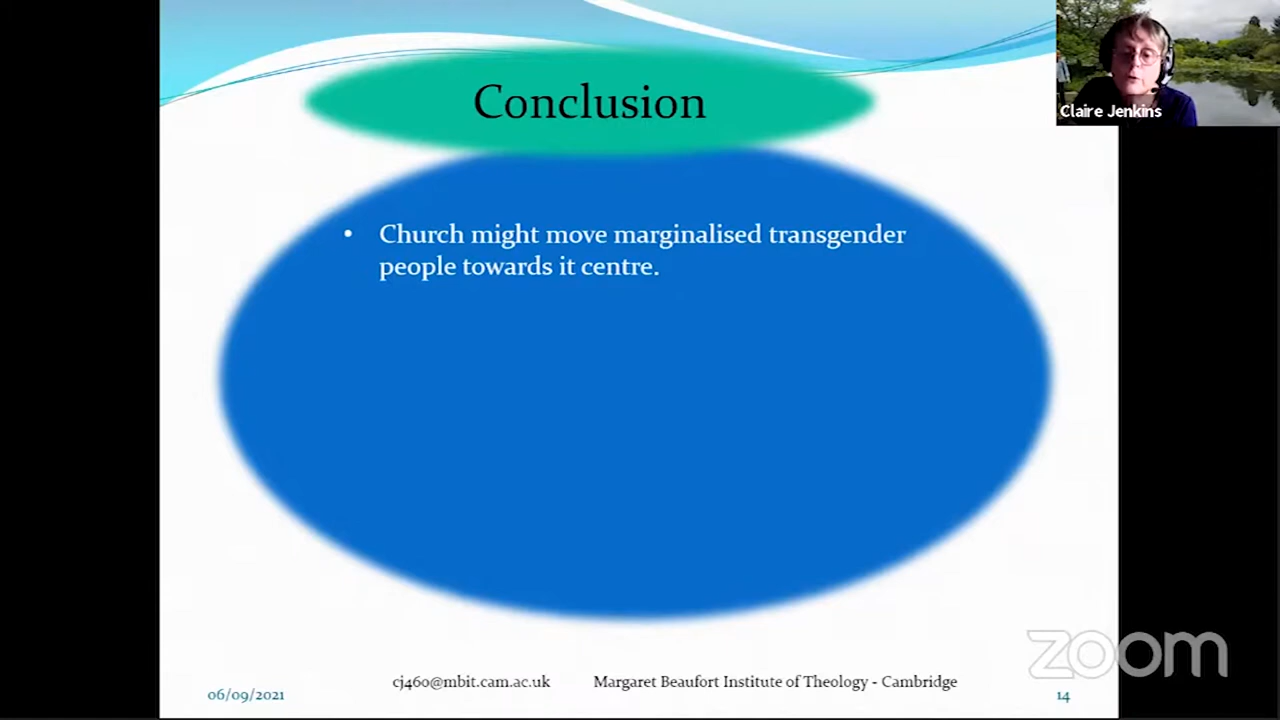 Conclusion
Claire Jenkins
• Church might move marginalised transgender
people towards it centre.
cj460@mbit.cam.ac.uk Margaret Beaufort Institute of Theology - Cambridge
06/09/2021
14
zoom